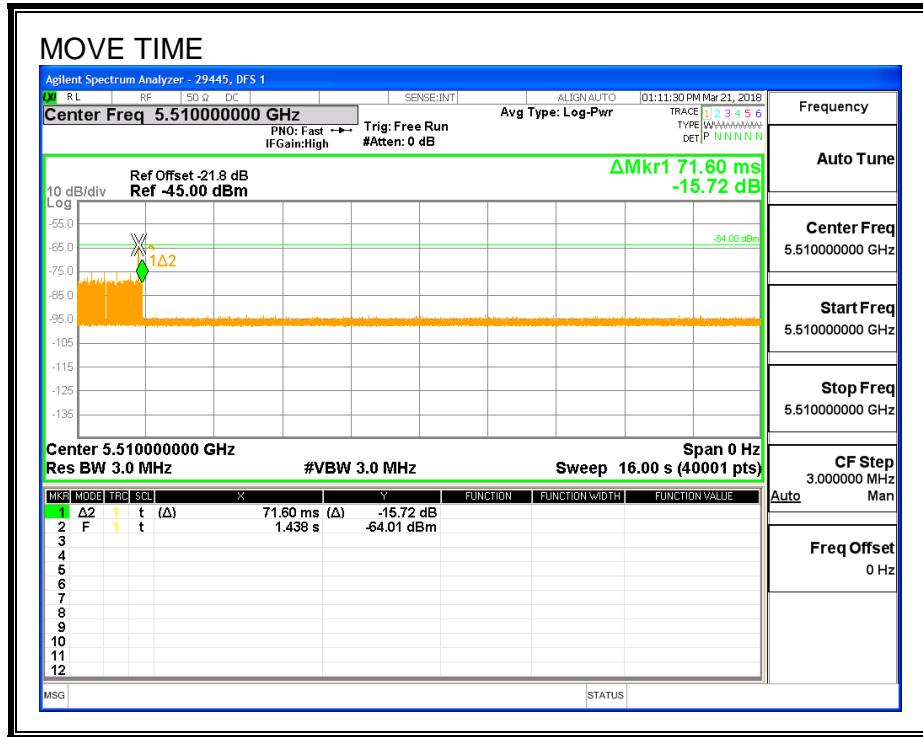 MOVE TIME
Agilent Spectrum Analyzer - 29445, DFS 1
LXI RL RF 50 Ω DC SENSE:INT ALIGN AUTO 01:11:30 PM Mar 21, 2018
Center Freq 5.510000000 GHz
PNO: Fast
IFGain:High
Trig: Free Run
#Atten: 0 dB
Avg Type: Log-Pwr
TRACE 1 2 3 4 5 6
TYPE W
DET P N N N N N
Ref Offset -21.8 dB
10 dB/div Ref -45.00 dBm
Log
ΔMkr1 71.60 ms
-15.72 dB
-55.0
-65.0
-75.0
-85.0
-95.0
-105
-115
-125
-135
-64.00 dBm
1Δ2
Center 5.510000000 GHz Span 0 Hz
Res BW 3.0 MHz #VBW 3.0 MHz Sweep 16.00 s (40001 pts)
MKR MODE TRC SCL X Y FUNCTION FUNCTION WIDTH FUNCTION VALUE
1 Δ2 1 t (Δ) 71.60 ms (Δ) -15.72 dB
2 F 1 t 1.438 s -64.01 dBm
3
4
5
6
7
8
9
10
11
12
MSG STATUS
Frequency
Auto Tune
Center Freq
5.510000000 GHz
Start Freq
5.510000000 GHz
Stop Freq
5.510000000 GHz
CF Step
3.000000 MHz
Auto Man
Freq Offset
0 Hz